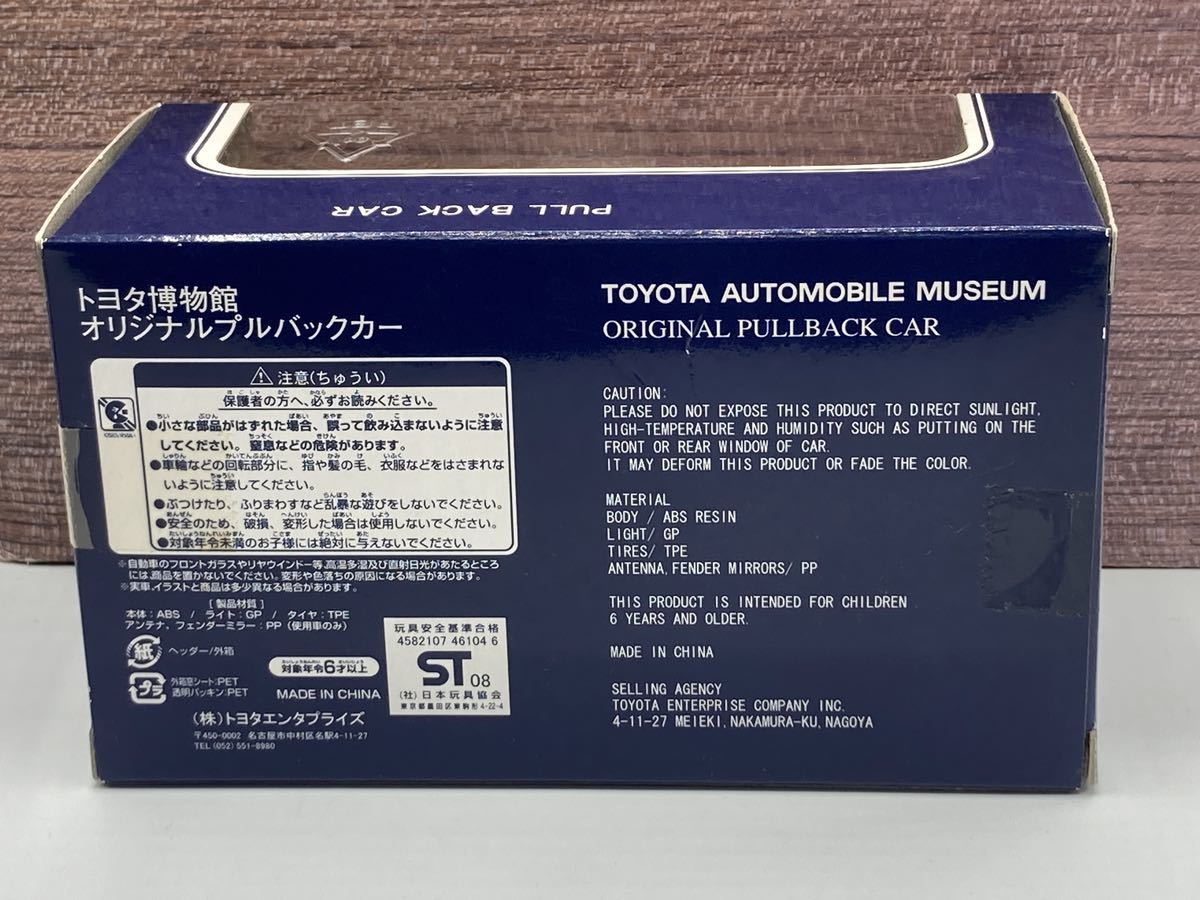 PULL BACK CAR
トヨタ博物館
オリジナルプルバックカー
⚠ 注意(ちゅうい)
保護者の方へ、必ずお読みください。
●小さな部品がはずれた場合、誤って飲み込まないように注意
してください。窒息などの危険があります。
●車輪などの回転部分に、指や髪の毛、衣服などをはさまれな
いように注意してください。
●ぶつけたり、ふりまわすなど乱暴な遊びをしないでください。
●安全のため、破損、変形した場合は使用しないでください。
●対象年令未満のお子様には絶対に与えないでください。
※自動車のフロントガラスやリヤウインドー等、高温多湿及び直射日光があたるところ
には、商品を置かないでください。変形や色落ちの原因になる場合があります。
※実車、イラストと商品は多少異なる場合があります。
[ 製品材質 ]
本体:ABS / ライト:GP / タイヤ:TPE
アンテナ、フェンダーミラー:PP (使用車のみ)
紙 ヘッダー/外箱
プラ
外箱窓シート:PET
透明パッキン:PET
対象年令6才以上
MADE IN CHINA
玩具安全基準合格
4582107 46104 6
ST 08
(社)日本玩具協会
東京都墨田区東駒形4-22-4
(株)トヨタエンタプライズ
〒450-0002 名古屋市中村区名駅4-11-27
TEL (052) 551-8980
TOYOTA AUTOMOBILE MUSEUM
ORIGINAL PULLBACK CAR
CAUTION:
PLEASE DO NOT EXPOSE THIS PRODUCT TO DIRECT SUNLIGHT,
HIGH-TEMPERATURE AND HUMIDITY SUCH AS PUTTING ON THE
FRONT OR REAR WINDOW OF CAR.
IT MAY DEFORM THIS PRODUCT OR FADE THE COLOR.
MATERIAL
BODY / ABS RESIN
LIGHT/ GP
TIRES/ TPE
ANTENNA, FENDER MIRRORS/ PP
THIS PRODUCT IS INTENDED FOR CHILDREN
6 YEARS AND OLDER.
MADE IN CHINA
SELLING AGENCY
TOYOTA ENTERPRISE COMPANY INC.
4-11-27 MEIEKI, NAKAMURA-KU, NAGOYA